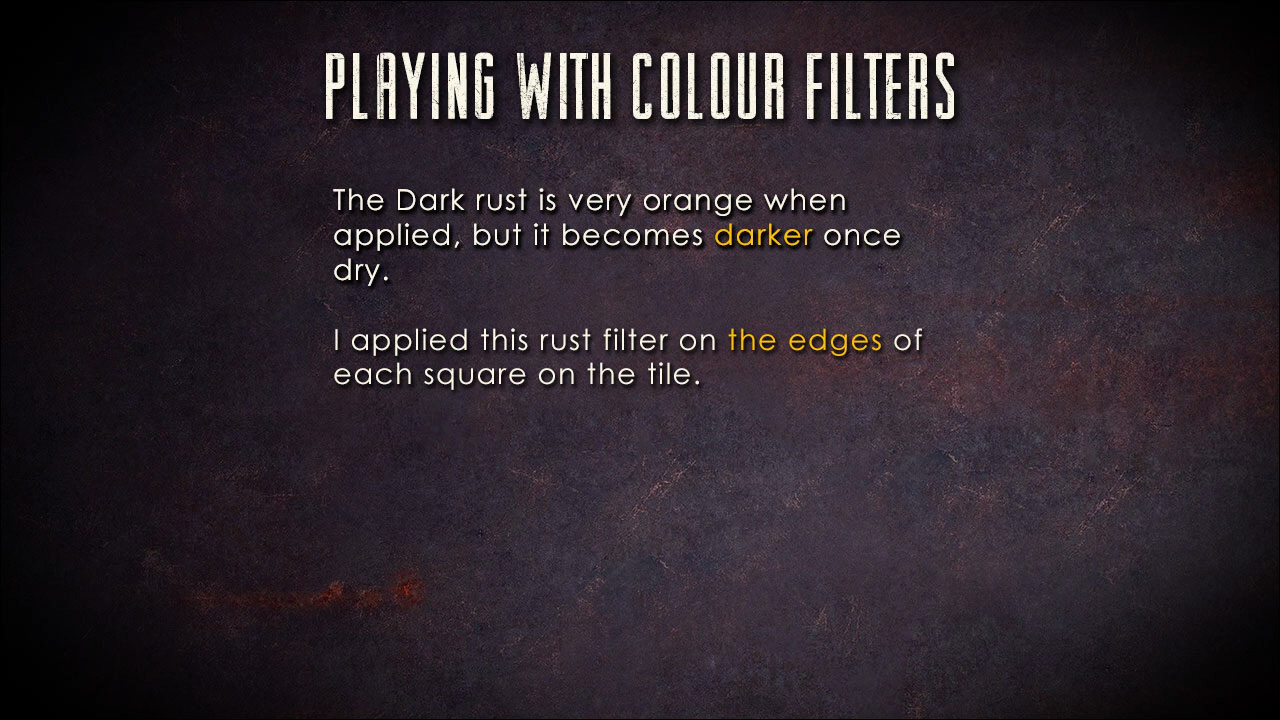 PLAYING WITH COLOUR FILTERS
The Dark rust is very orange when
applied, but it becomes darker once
dry.
I applied this rust filter on the edges of
each square on the tile.